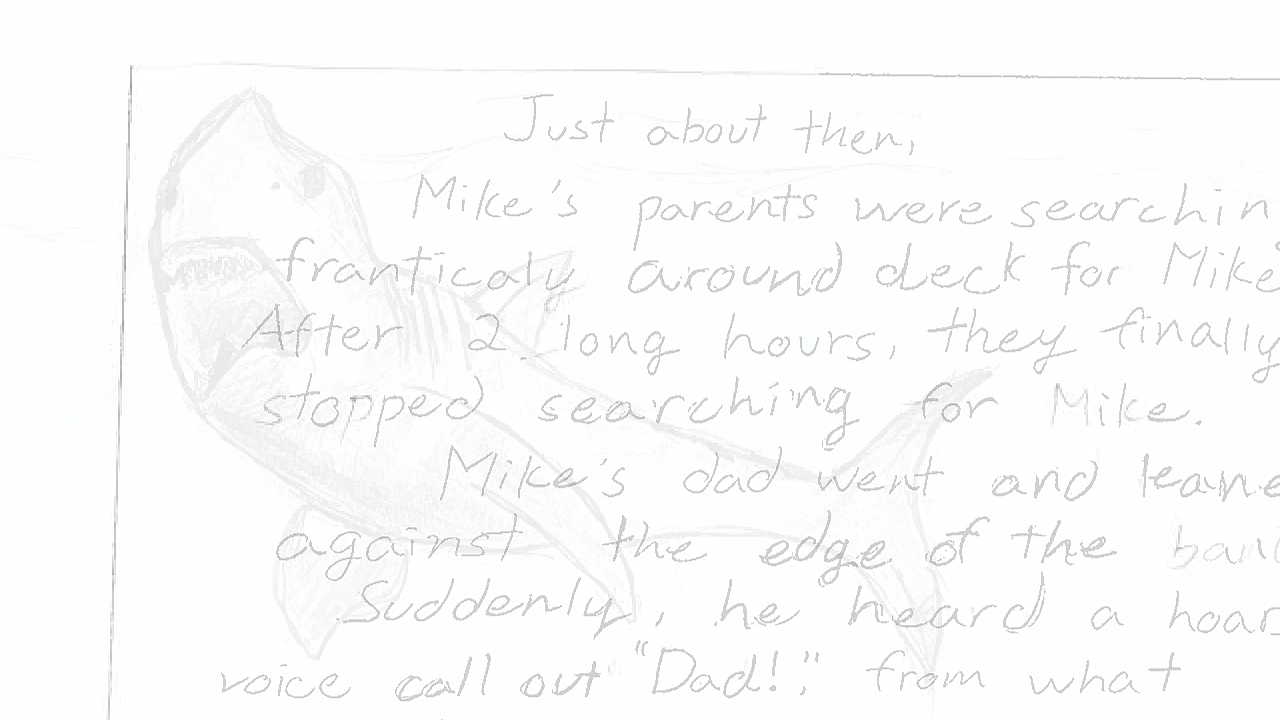 Just about then,
Mike's parents were searchin
franticaly around deck for Mike
After 2 long hours, they finally
stopped searching for Mike.
Mike's dad went and leane
against the edge of the
Suddenly, he heard a hoar
voice call out "Dad!," from what